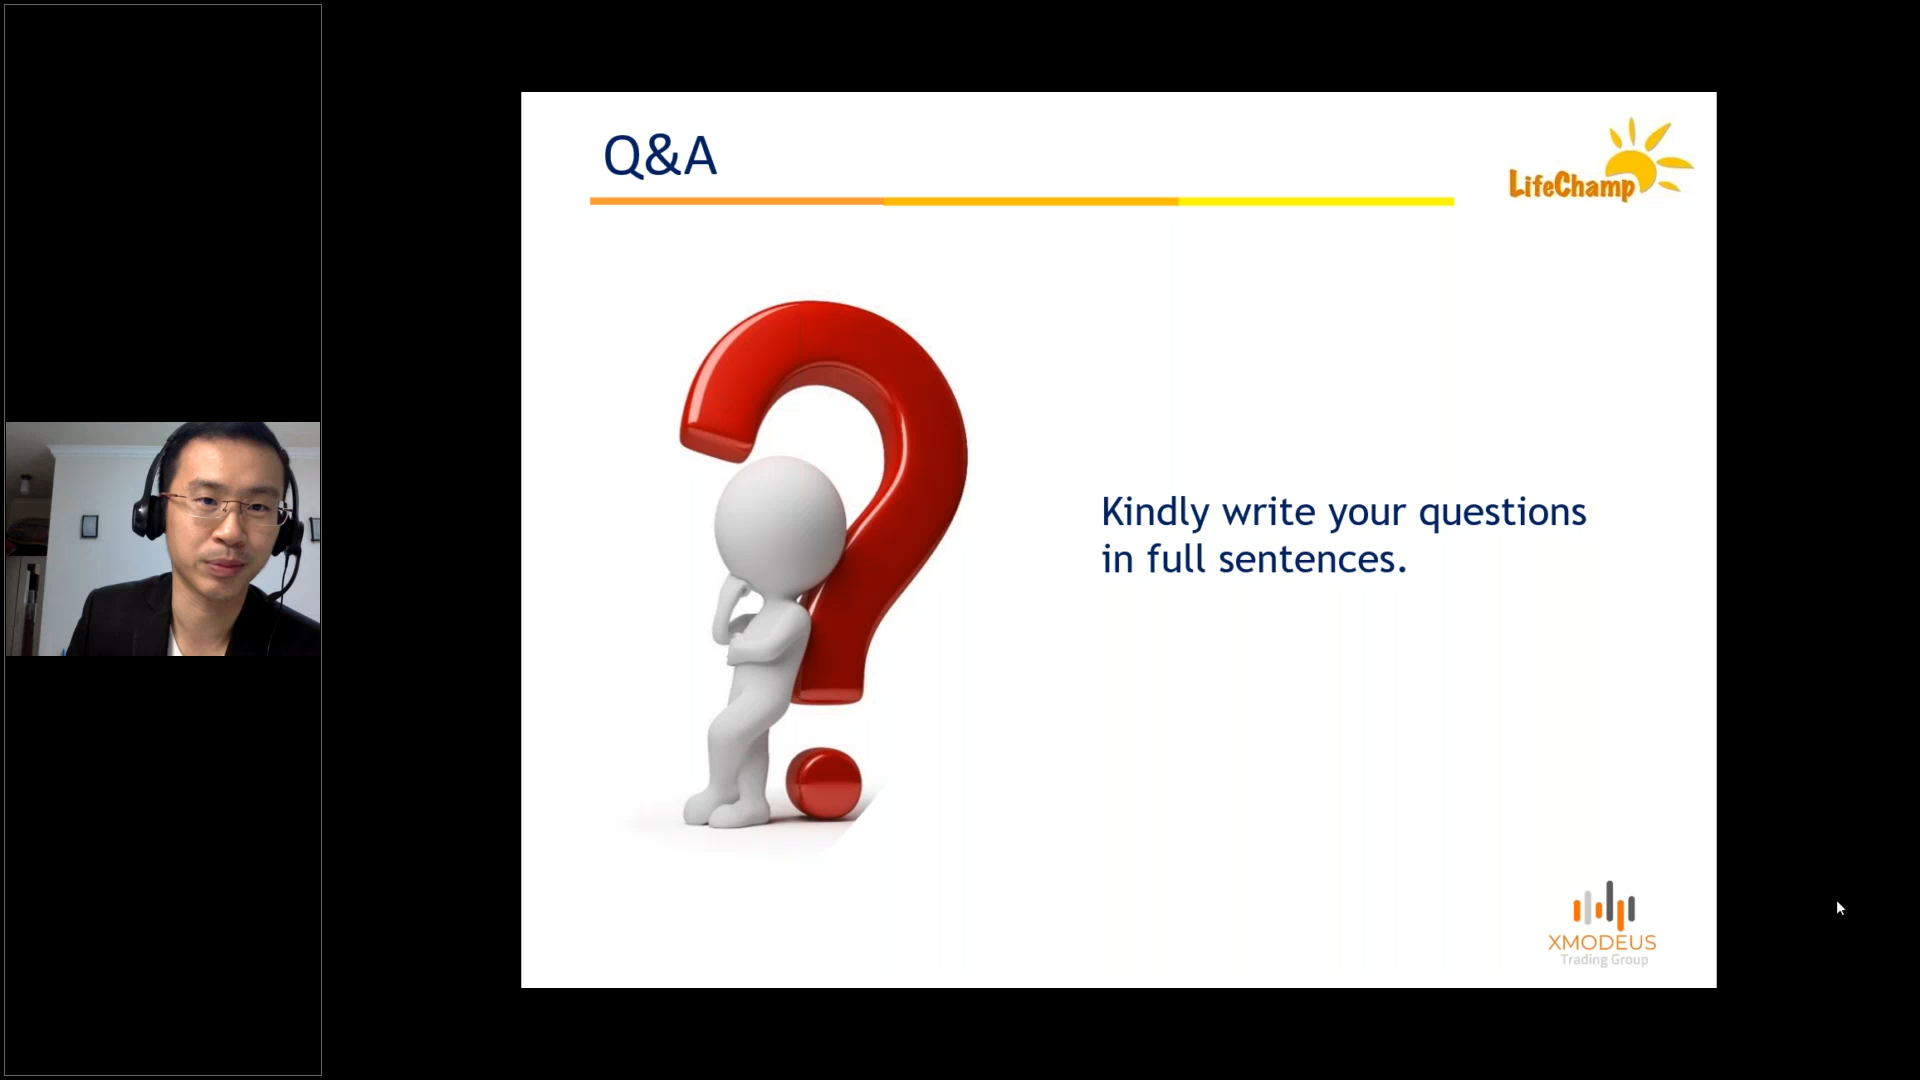 Q&A
LifeChamp
Kindly write your questions
in full sentences.
XMODEUS
Trading Group